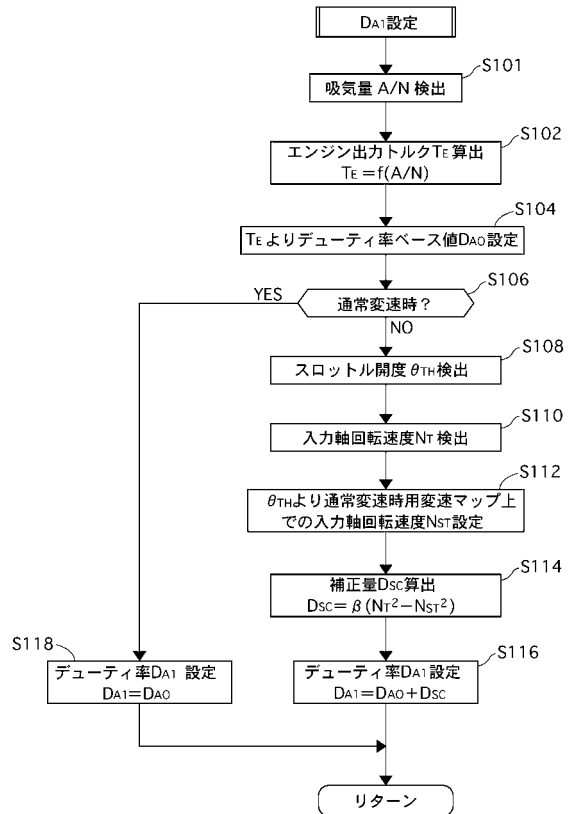 DA1設定
S101
吸気量 A/N 検出
S102
エンジン出力トルクTE 算出
TE=f(A/N)
S104
TE よりデューティ率ベース値DA0 設定
S106
YES
通常変速時？
NO
S108
スロットル開度 θTH 検出
S110
入力軸回転速度NT 検出
S112
θTHより通常変速時用変速マップ上
での入力軸回転速度NST設定
S114
補正量DSC算出
DSC= β (NT²−NST²)
S118
デューティ率DA1 設定
DA1=DA0
S116
デューティ率DA1 設定
DA1=DA0+DSC
リターン